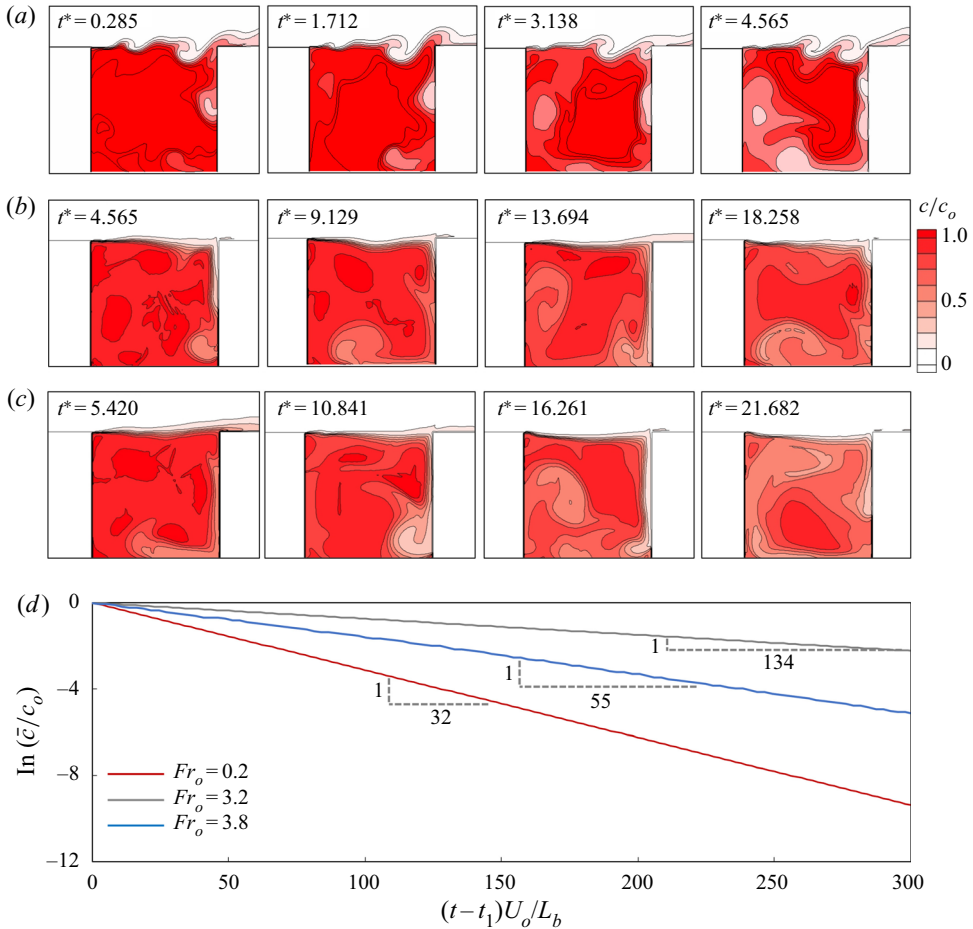 (a) t* = 0.285 t* = 1.712 t* = 3.138 t* = 4.565
(b) t* = 4.565 t* = 9.129 t* = 13.694 t* = 18.258
c/c_o
1.0
0.5
0
(c) t* = 5.420 t* = 10.841 t* = 16.261 t* = 21.682
(d)
0
−4
−8
−12
ln (c̄/c_o)
1
134
1
55
1
32
Fr_o = 0.2
Fr_o = 3.2
Fr_o = 3.8
0 50 100 150 200 250 300
(t − t_1)U_o/L_b